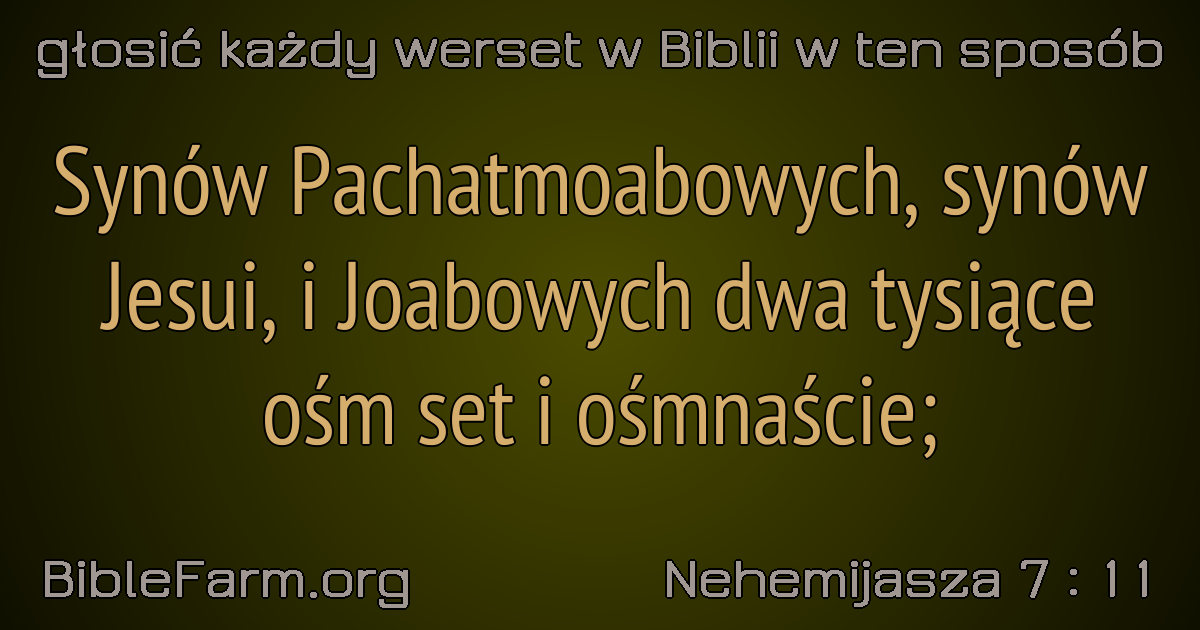 głosić każdy werset w Biblii w ten sposób
Synów Pachatmoabowych, synów
Jesui, i Joabowych dwa tysiące
ośm set i ośmnaście;
BibleFarm.org
Nehemijasza 7 : 11